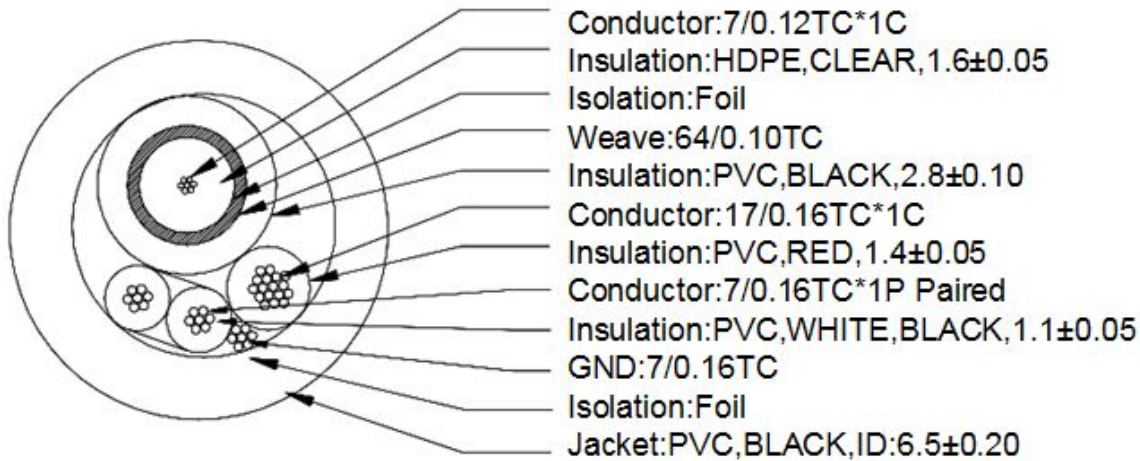 Conductor:7/0.12TC*1C
Insulation:HDPE,CLEAR,1.6±0.05
Isolation:Foil
Weave:64/0.10TC
Insulation:PVC,BLACK,2.8±0.10
Conductor:17/0.16TC*1C
Insulation:PVC,RED,1.4±0.05
Conductor:7/0.16TC*1P Paired
Insulation:PVC,WHITE,BLACK,1.1±0.05
GND:7/0.16TC
Isolation:Foil
Jacket:PVC,BLACK,ID:6.5±0.20